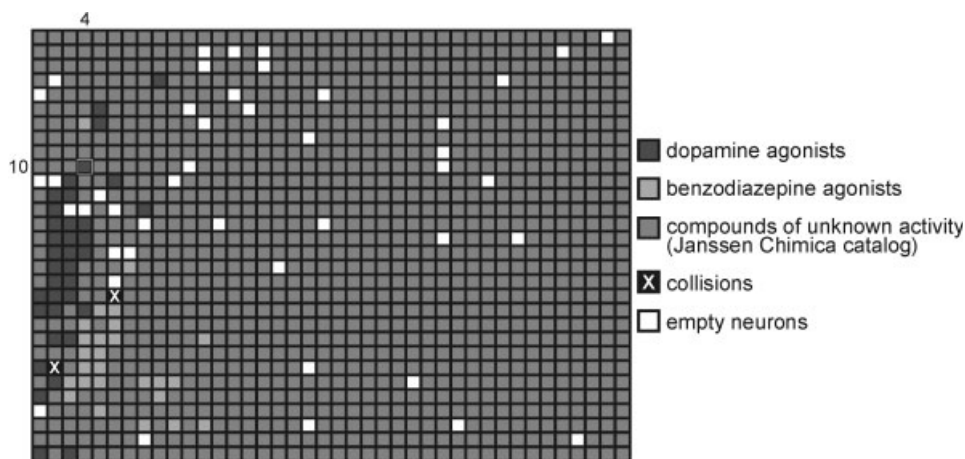 4
10
dopamine agonists
benzodiazepine agonists
compounds of unknown activity
(Janssen Chimica catalog)
X collisions
empty neurons
X
X